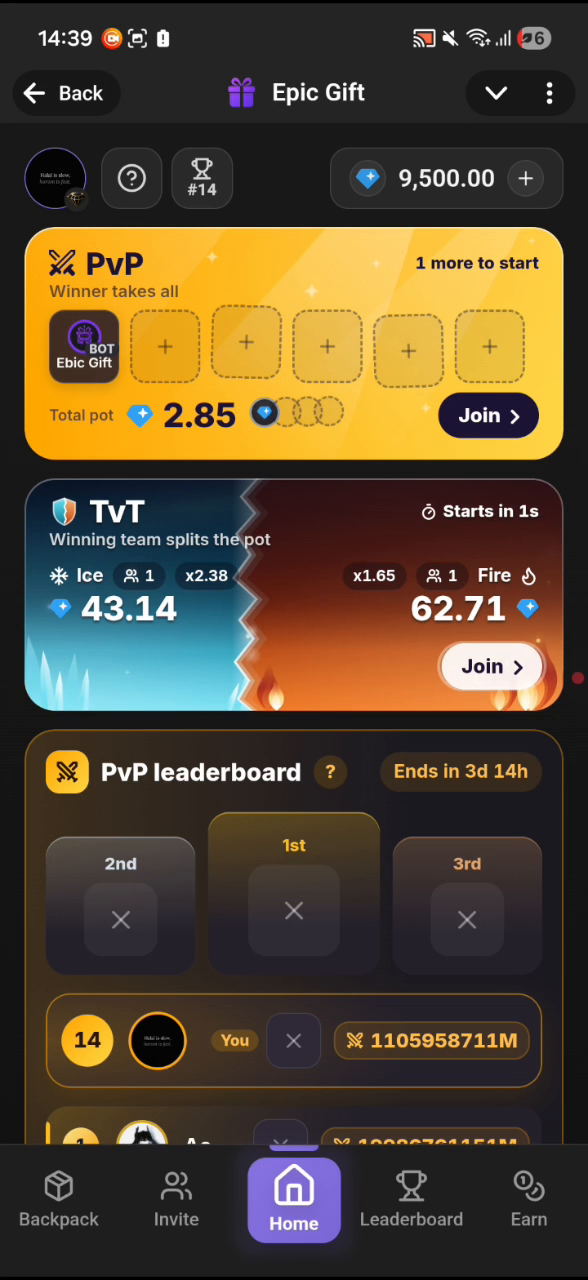 14:39
6
Back
Epic Gift
#14
9,500.00
PvP
1 more to start
Winner takes all
BOT
Ebic Gift
Total pot
2.85
Join
TvT
Starts in 1s
Winning team splits the pot
Ice
1
x2.38
x1.65
1
Fire
43.14
62.71
Join
PvP leaderboard
?
Ends in 3d 14h
2nd
1st
3rd
14
You
1105958711M
Backpack
Invite
Home
Leaderboard
Earn